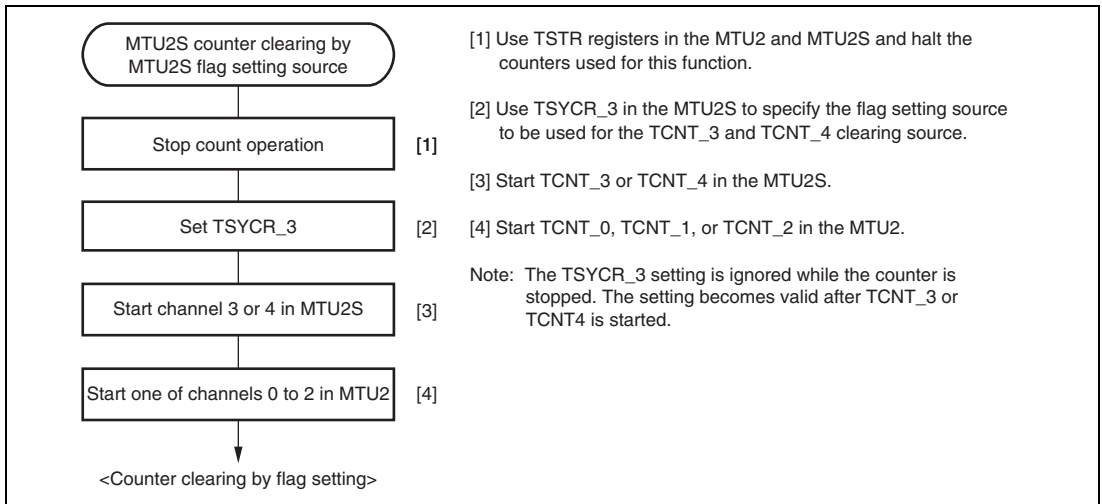 MTU2S counter clearing by
MTU2S flag setting source
Stop count operation
[1]
Set TSYCR_3
[2]
Start channel 3 or 4 in MTU2S
[3]
Start one of channels 0 to 2 in MTU2
[4]
<Counter clearing by flag setting>
[1] Use TSTR registers in the MTU2 and MTU2S and halt the
counters used for this function.
[2] Use TSYCR_3 in the MTU2S to specify the flag setting source
to be used for the TCNT_3 and TCNT_4 clearing source.
[3] Start TCNT_3 or TCNT_4 in the MTU2S.
[4] Start TCNT_0, TCNT_1, or TCNT_2 in the MTU2.
Note: The TSYCR_3 setting is ignored while the counter is
stopped. The setting becomes valid after TCNT_3 or
TCNT4 is started.